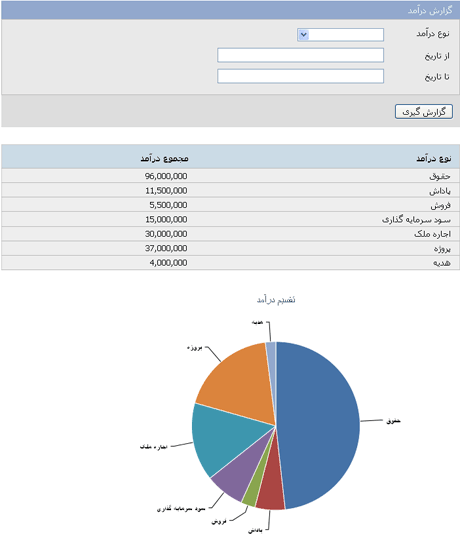 گزارش درآمد
نوع درآمد
از تاریخ
تا تاریخ
گزارش گیری
نوع درآمد مجموع درآمد
حقوق 96,000,000
پاداش 11,500,000
فروش 5,500,000
سود سرمایه گذاری 15,000,000
اجاره ملک 30,000,000
پروژه 37,000,000
هدیه 4,000,000
تقسیم درآمد
هدیه
پروژه
حقوق
اجاره ملک
سود سرمایه گذاری
فروش
پاداش